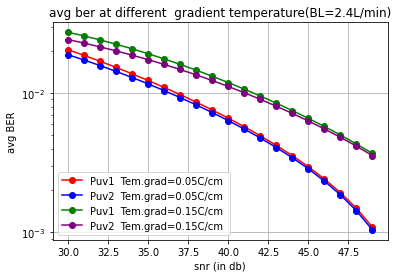 avg ber at different  gradient temperature(BL=2.4L/min)
avg BER
10⁻²
10⁻³
Puv1  Tem.grad=0.05C/cm
Puv2  Tem.grad=0.05C/cm
Puv1  Tem.grad=0.15C/cm
Puv2  Tem.grad=0.15C/cm
30.0 32.5 35.0 37.5 40.0 42.5 45.0 47.5
snr (in db)